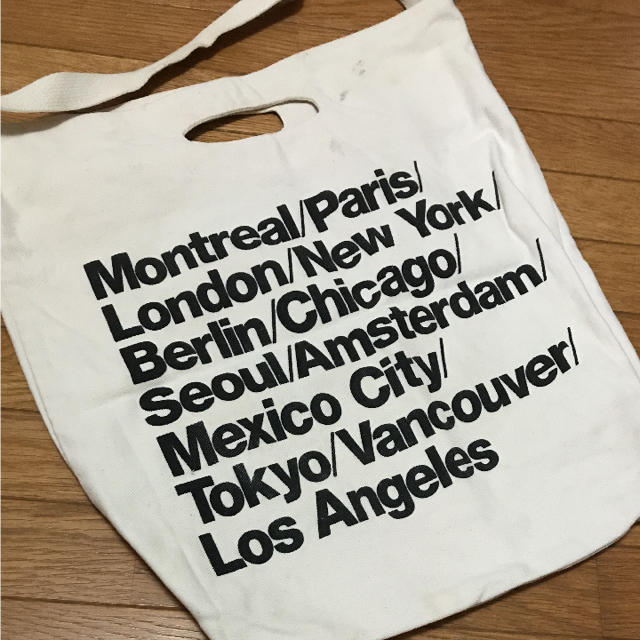 Montreal/Paris/
London/New York/
Berlin/Chicago/
Seoul/Amsterdam/
Mexico City/
Tokyo/Vancouver/
Los Angeles